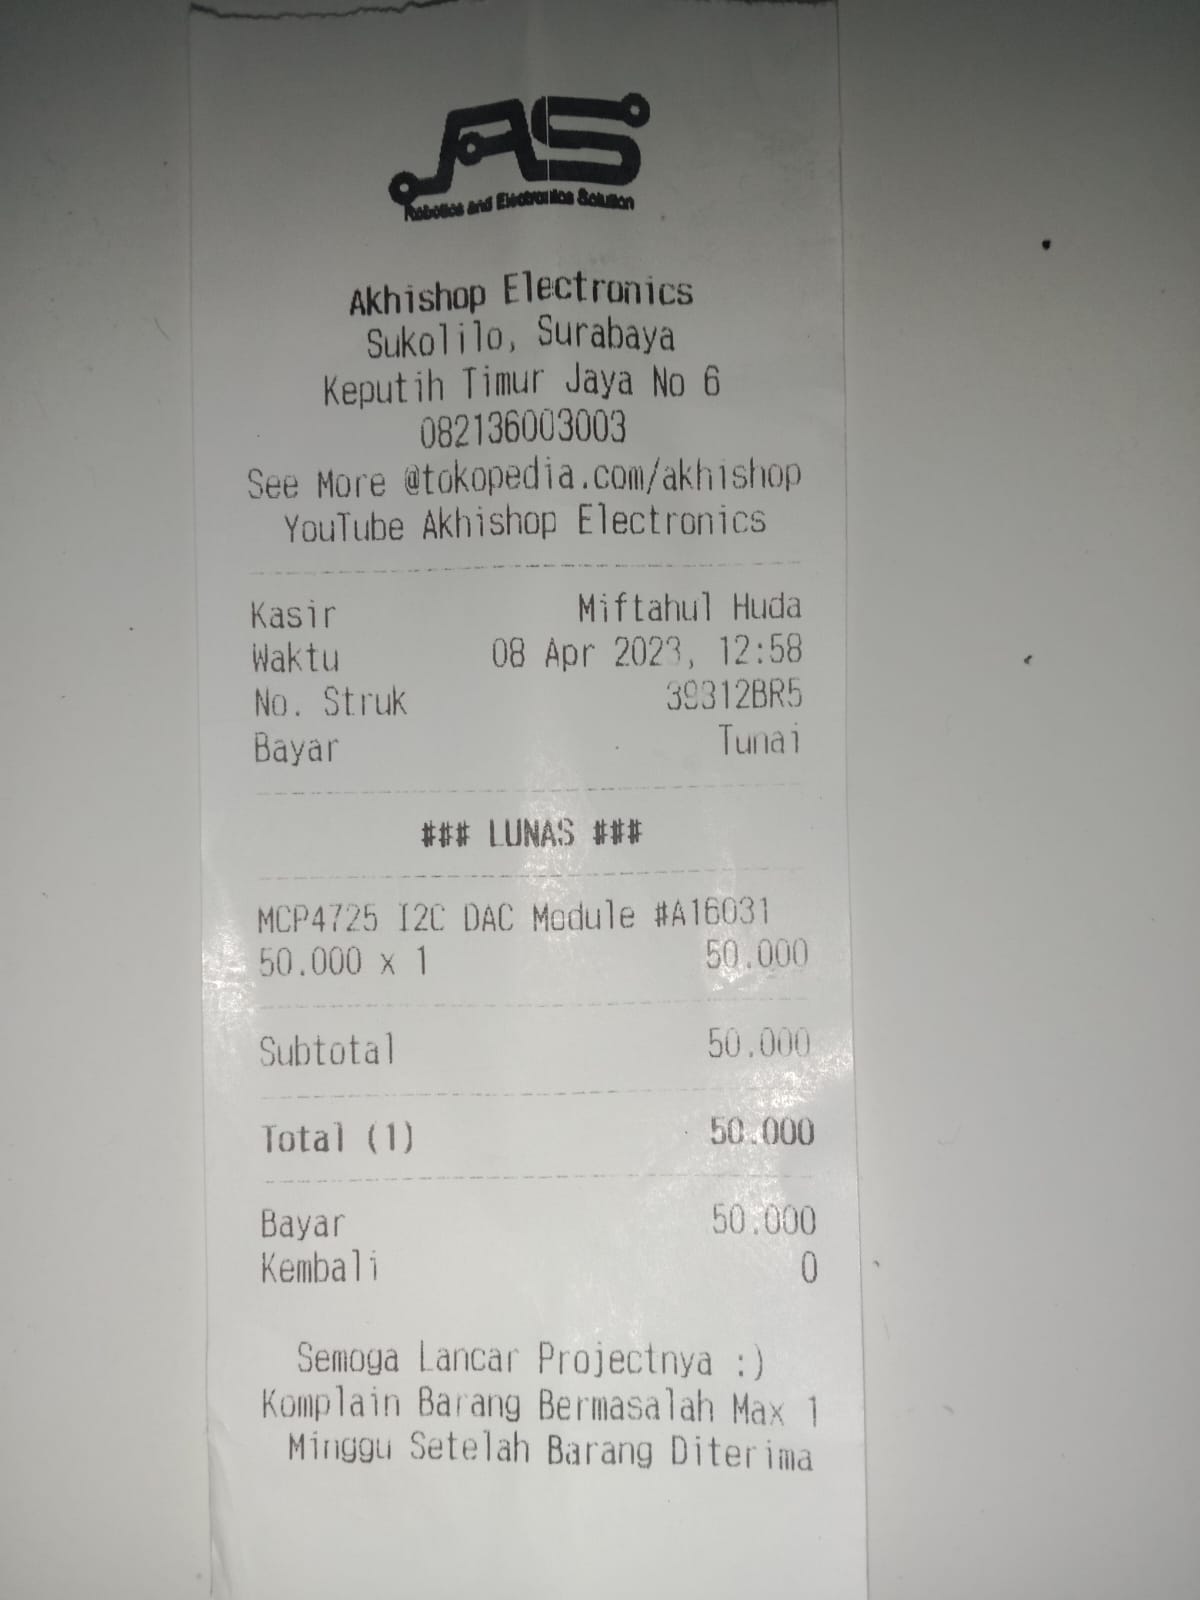 AS
Robotics and Electronics Solution
Akhishop Electronics
Sukolilo, Surabaya
Keputih Timur Jaya No 6
082136003003
See More @tokopedia.com/akhishop
YouTube Akhishop Electronics
Kasir Miftahul Huda
Waktu 08 Apr 2023, 12:58
No. Struk 39312BR5
Bayar Tunai
### LUNAS ###
MCP4725 I2C DAC Module #A16031
50.000 x 1 50.000
Subtotal 50.000
Total (1) 50.000
Bayar 50.000
Kembali 0
Semoga Lancar Projectnya :)
Komplain Barang Bermasalah Max 1
Minggu Setelah Barang Diterima